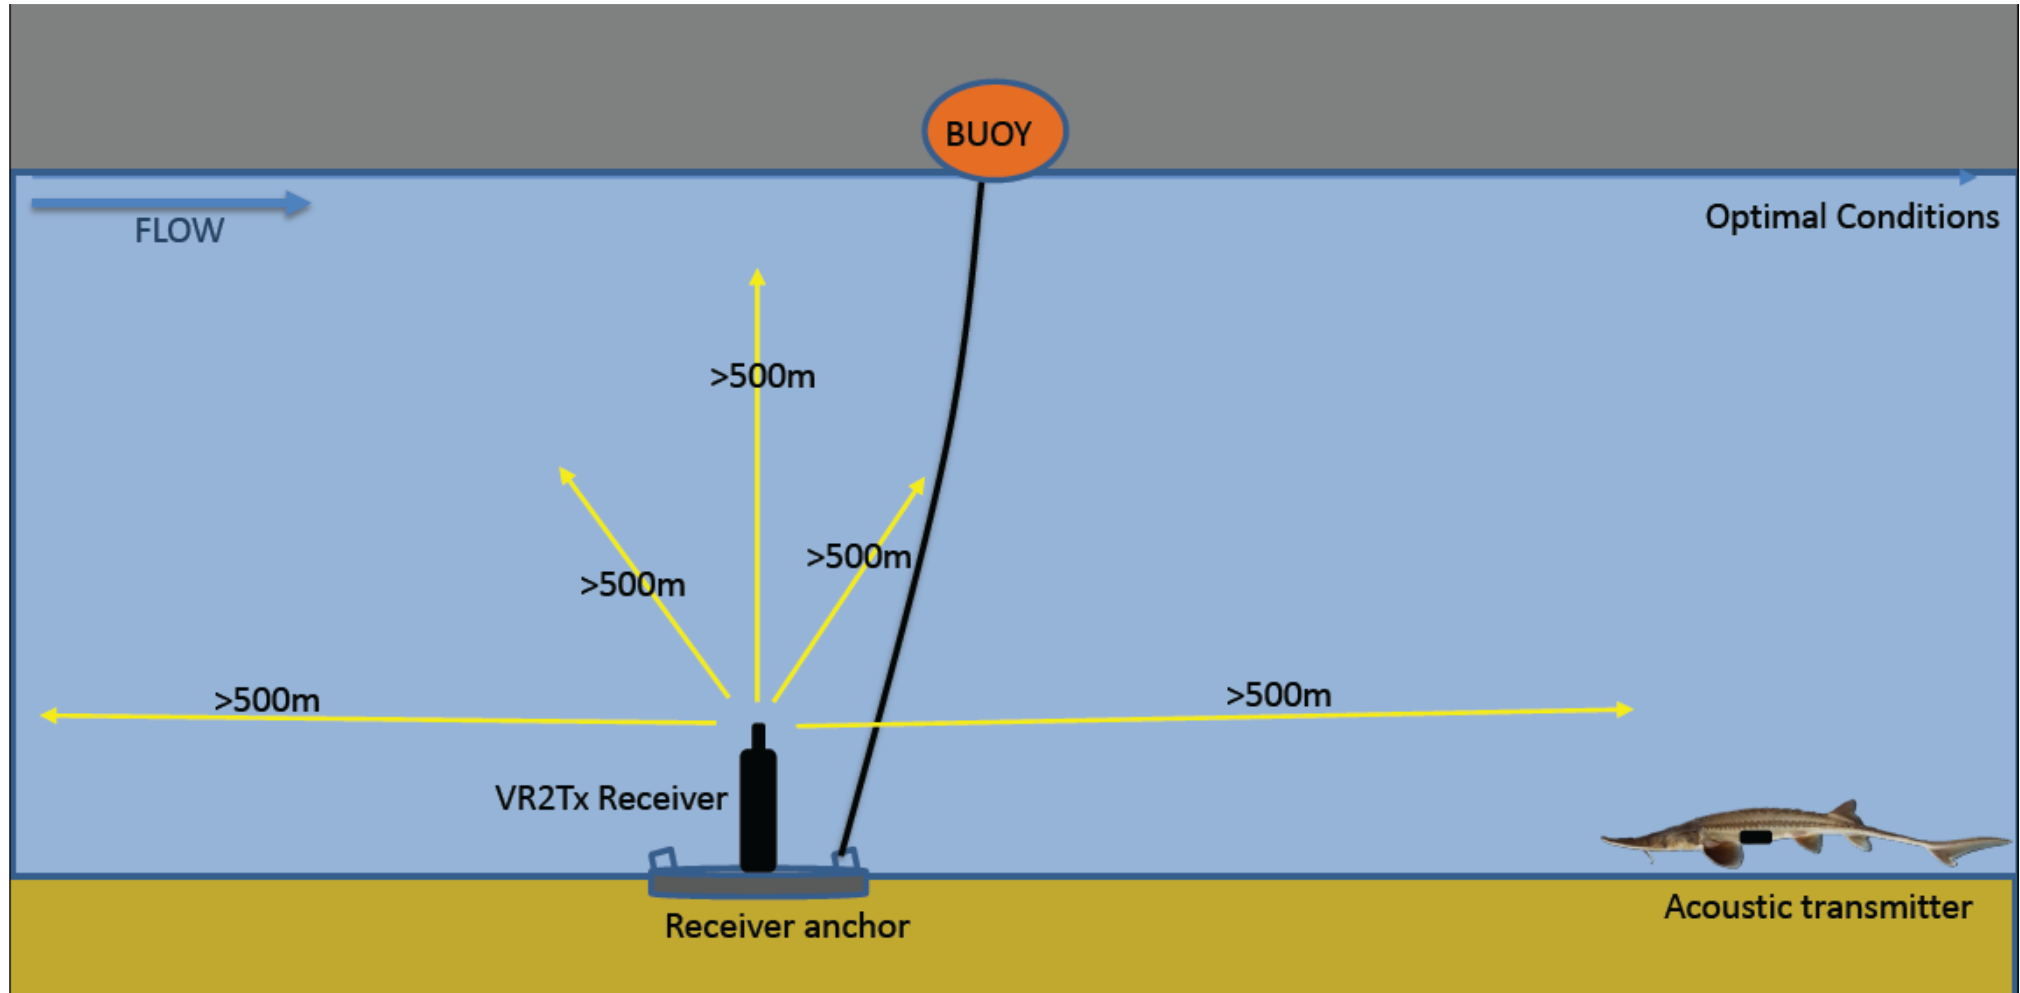 BUOY
FLOW
Optimal Conditions
>500m
>500m
>500m
>500m
>500m
VR2Tx Receiver
Acoustic transmitter
Receiver anchor